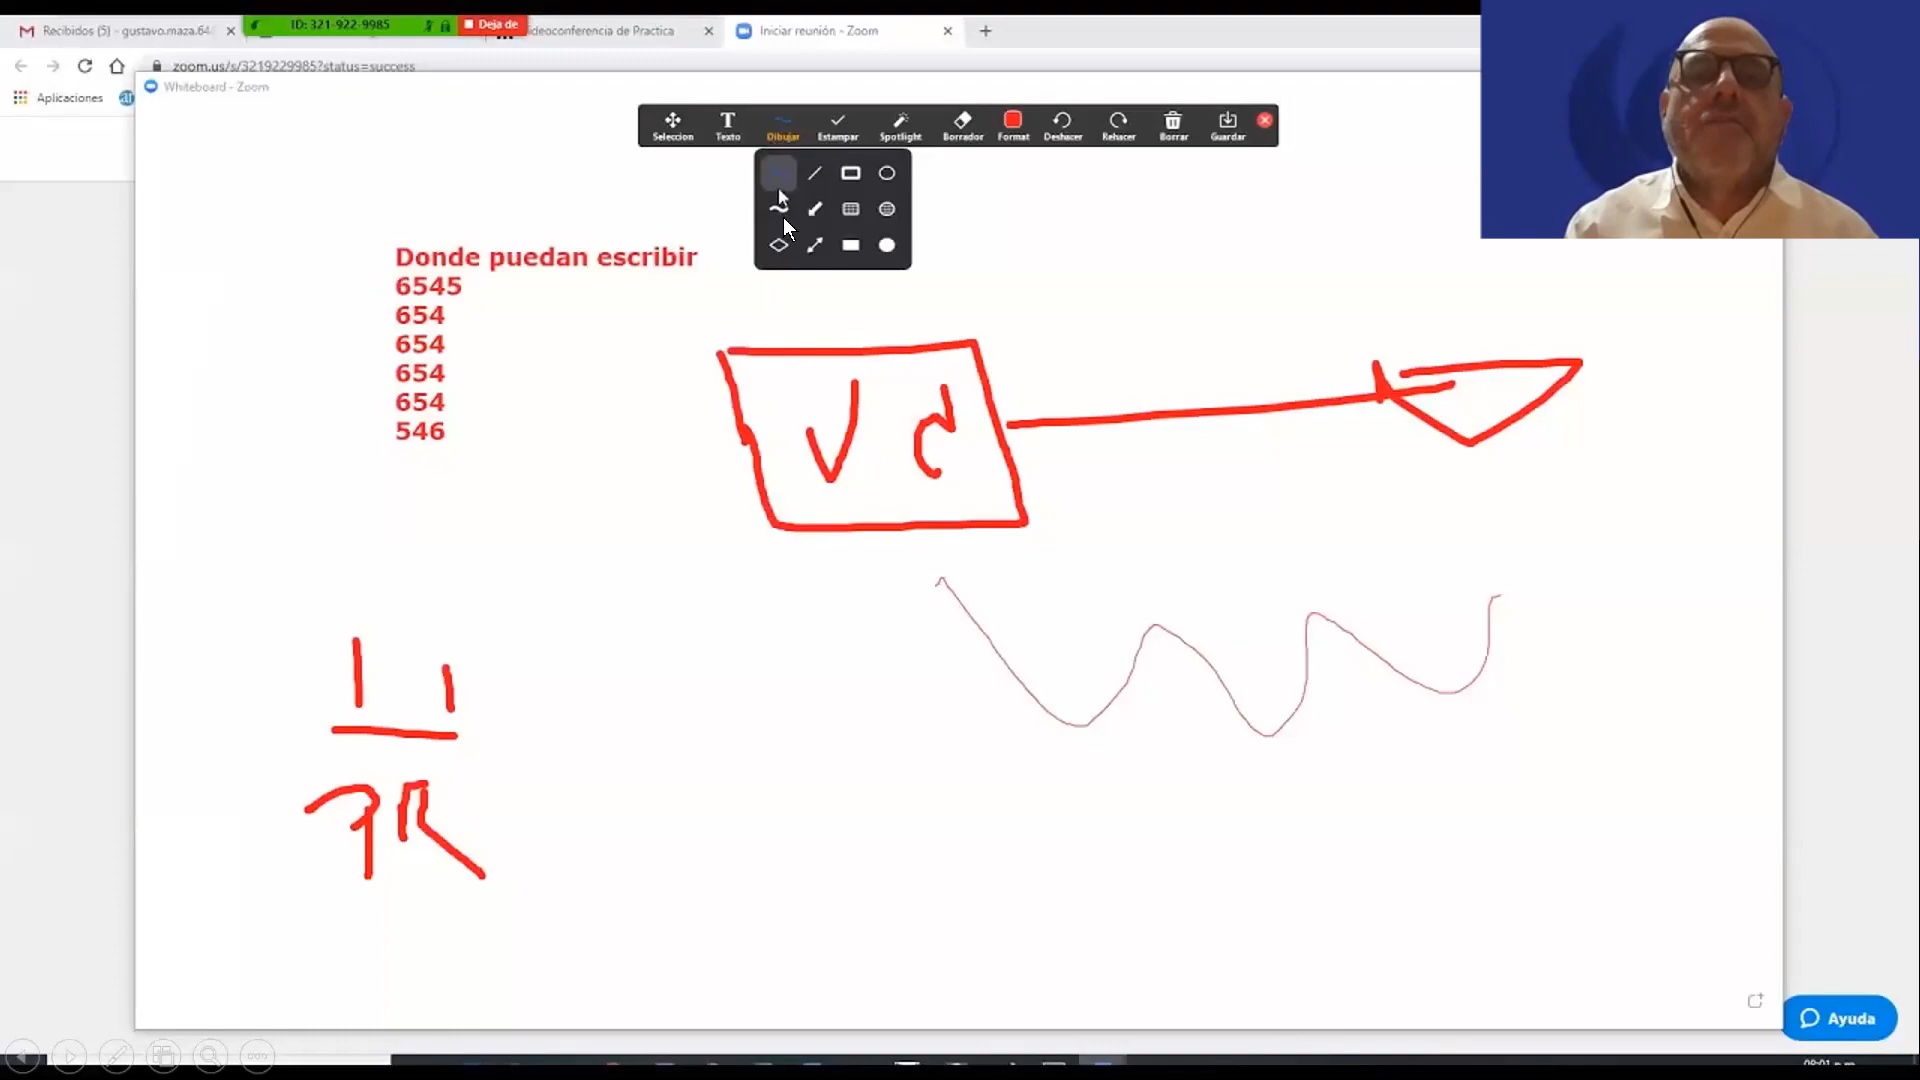 Recibidos (5) - gustavo.maza.64
ID: 321-922-9985
Deja de
ideoconferencia de Practica
Iniciar reunión - Zoom
zoom.us/s/3219229985?status=success
Aplicaciones
Whiteboard - Zoom
Seleccion
Texto
Dibujar
Estampar
Spotlight
Borrador
Format
Deshacer
Rehacer
Borrar
Guardar
Donde puedan escribir
6545
654
654
654
654
546
Ayuda